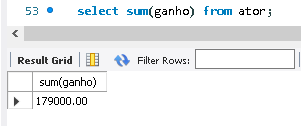 53 select sum(ganho) from ator;
Result Grid Filter Rows:
sum(ganho)
179000.00